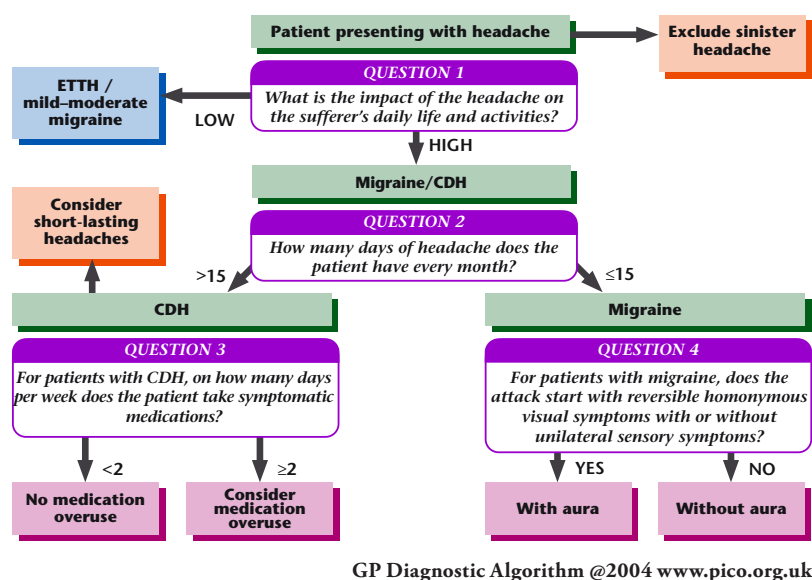 Patient presenting with headache
Exclude sinister
headache
QUESTION 1
What is the impact of the headache on
the sufferer's daily life and activities?
ETTH /
mild–moderate
migraine
LOW
HIGH
Migraine/CDH
Consider
short-lasting
headaches
QUESTION 2
How many days of headache does the
patient have every month?
>15
≤15
CDH
Migraine
QUESTION 3
For patients with CDH, on how many days
per week does the patient take symptomatic
medications?
QUESTION 4
For patients with migraine, does the
attack start with reversible homonymous
visual symptoms with or without
unilateral sensory symptoms?
<2
≥2
YES
NO
No medication
overuse
Consider
medication
overuse
With aura
Without aura
GP Diagnostic Algorithm @2004 www.pico.org.uk